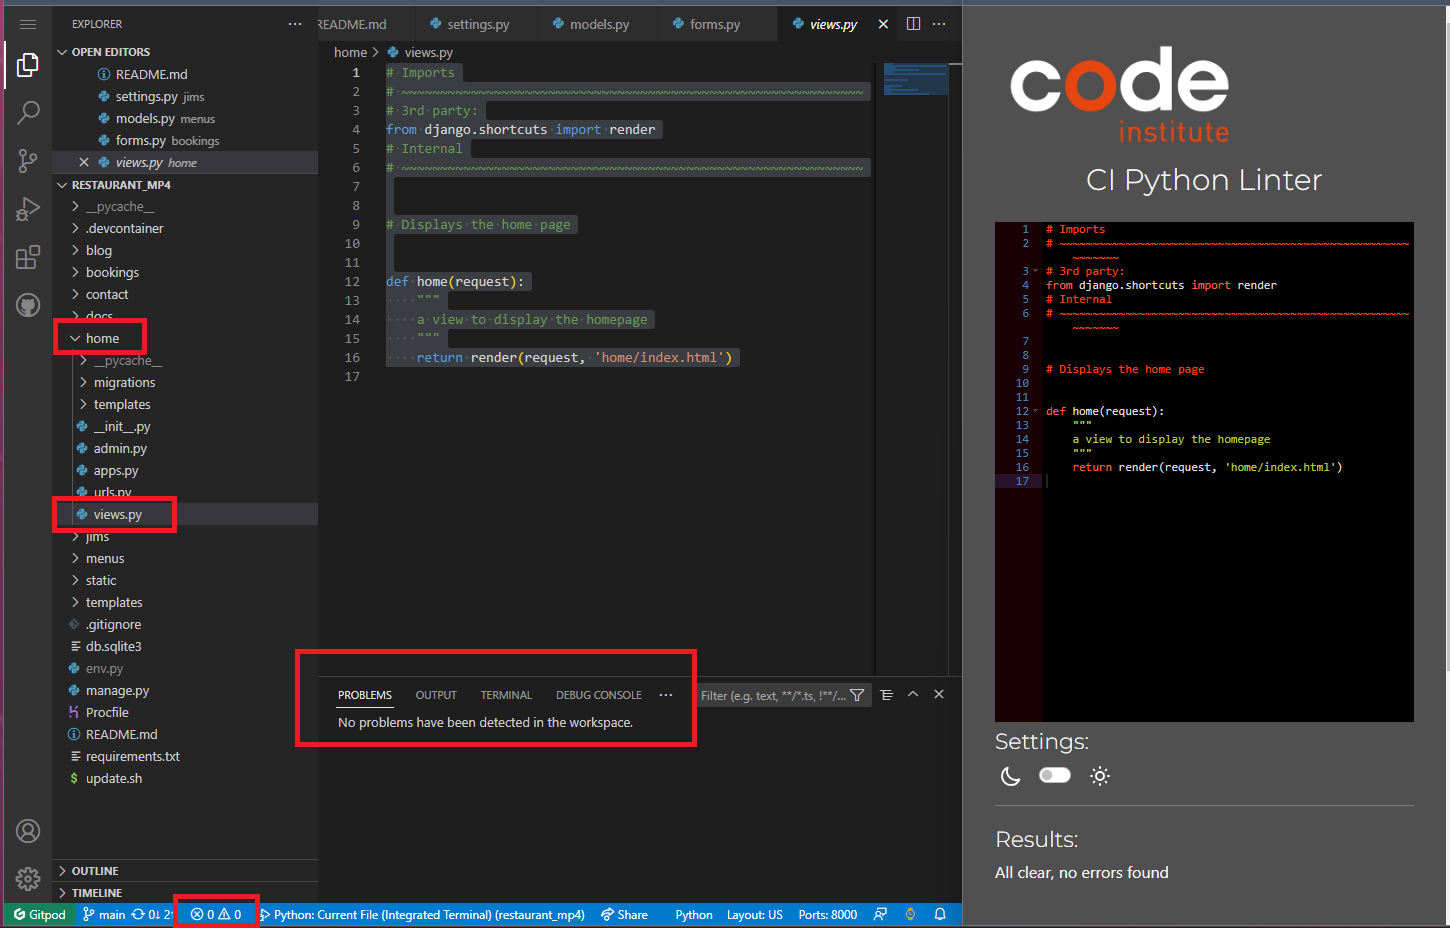 EXPLORER
···
OPEN EDITORS
README.md
settings.py jims
models.py menus
forms.py bookings
views.py home
RESTAURANT_MP4
__pycache__
.devcontainer
blog
bookings
contact
docs
home
__pycache__
migrations
templates
__init__.py
admin.py
apps.py
urls.py
views.py
jims
menus
static
templates
.gitignore
db.sqlite3
env.py
manage.py
Procfile
README.md
requirements.txt
update.sh
OUTLINE
TIMELINE
README.md
settings.py
models.py
forms.py
views.py
···
home > views.py
1 # Imports
2 # ~~~~~~~~~~~~~~~~~~~~~~~~~~~~~~~~~~~~~~~~~~~~~~~~~~~~~~~~~~~~
3 # 3rd party:
4 from django.shortcuts import render
5 # Internal
6 # ~~~~~~~~~~~~~~~~~~~~~~~~~~~~~~~~~~~~~~~~~~~~~~~~~~~~~~~~~~~~
7
8
9 # Displays the home page
10
11
12 def home(request):
13 """
14 a view to display the homepage
15 """
16 return render(request, 'home/index.html')
17
PROBLEMS OUTPUT TERMINAL DEBUG CONSOLE ··· Filter (e.g. text, **/*.ts, !**/...
No problems have been detected in the workspace.
Gitpod main 0↓ 0 0 Python: Current File (Integrated Terminal) (restaurant_mp4) Share Python Layout: US Ports: 8000
code
institute
CI Python Linter
1 # Imports
2 # ~~~~~~~~~~~~~~~~~~~~~~~~~~~~~~~~~~~~~~~~~~~~~~~~~~~~~
~~~~~~~
3 # 3rd party:
4 from django.shortcuts import render
5 # Internal
6 # ~~~~~~~~~~~~~~~~~~~~~~~~~~~~~~~~~~~~~~~~~~~~~~~~~~~~~
~~~~~~~
7
8
9 # Displays the home page
10
11
12 def home(request):
13 """
14 a view to display the homepage
15 """
16 return render(request, 'home/index.html')
17
Settings:
Results:
All clear, no errors found